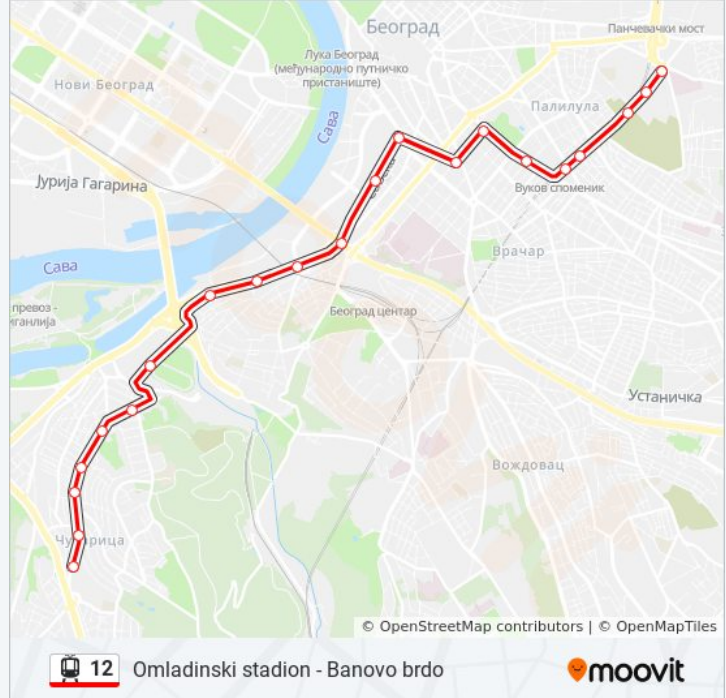 Београд
Панчевачки мост
Лука Београд
(међународно путничко
пристаниште)
Нови Београд
Палилула
Сава
Јурија Гагарина
Вуков споменик
Врачар
Сава
превоз -
иганлија
Београд центар
Устаничка
Вождовац
Чукарица
© OpenStreetMap contributors | © OpenMapTiles
12 Omladinski stadion - Banovo brdo
moovit